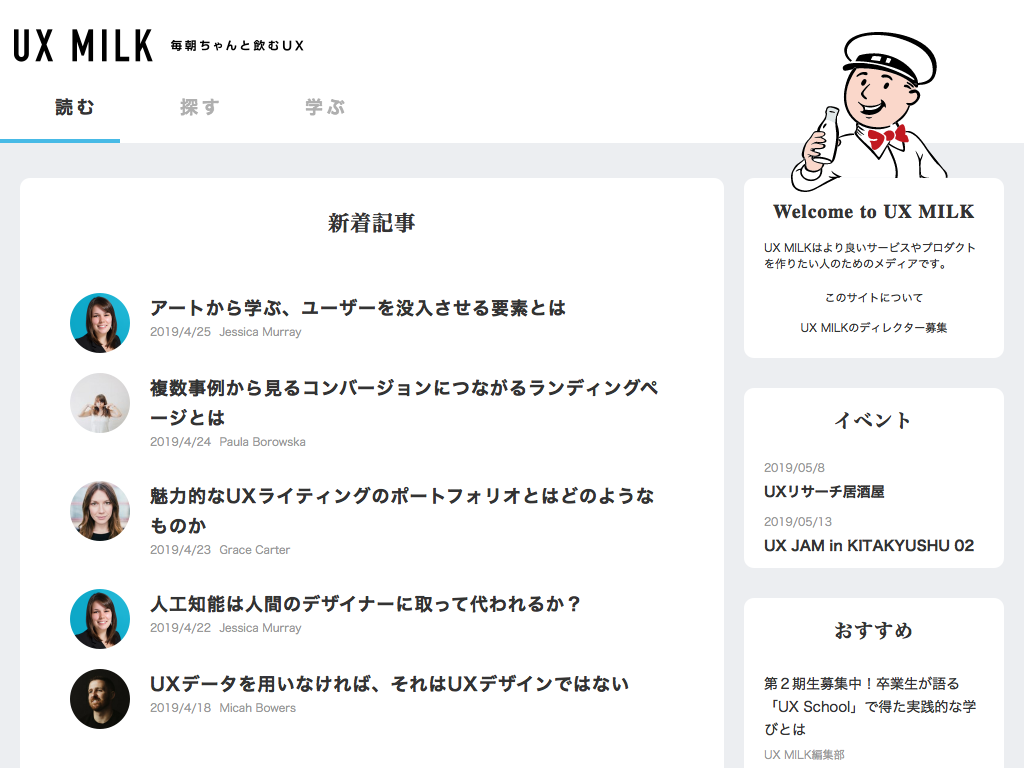 UX MILK 毎朝ちゃんと飲むUX
読む 探す 学ぶ
新着記事
アートから学ぶ、ユーザーを没入させる要素とは
2019/4/25 Jessica Murray
複数事例から見るコンバージョンにつながるランディングペ
ージとは
2019/4/24 Paula Borowska
魅力的なUXライティングのポートフォリオとはどのような
ものか
2019/4/23 Grace Carter
人工知能は人間のデザイナーに取って代われるか？
2019/4/22 Jessica Murray
UXデータを用いなければ、それはUXデザインではない
2019/4/18 Micah Bowers
Welcome to UX MILK
UX MILKはより良いサービスやプロダクト
を作りたい人のためのメディアです。
このサイトについて
UX MILKのディレクター募集
イベント
2019/05/8
UXリサーチ居酒屋
2019/05/13
UX JAM in KITAKYUSHU 02
おすすめ
第２期生募集中！卒業生が語る
「UX School」で得た実践的な学
びとは
UX MILK編集部